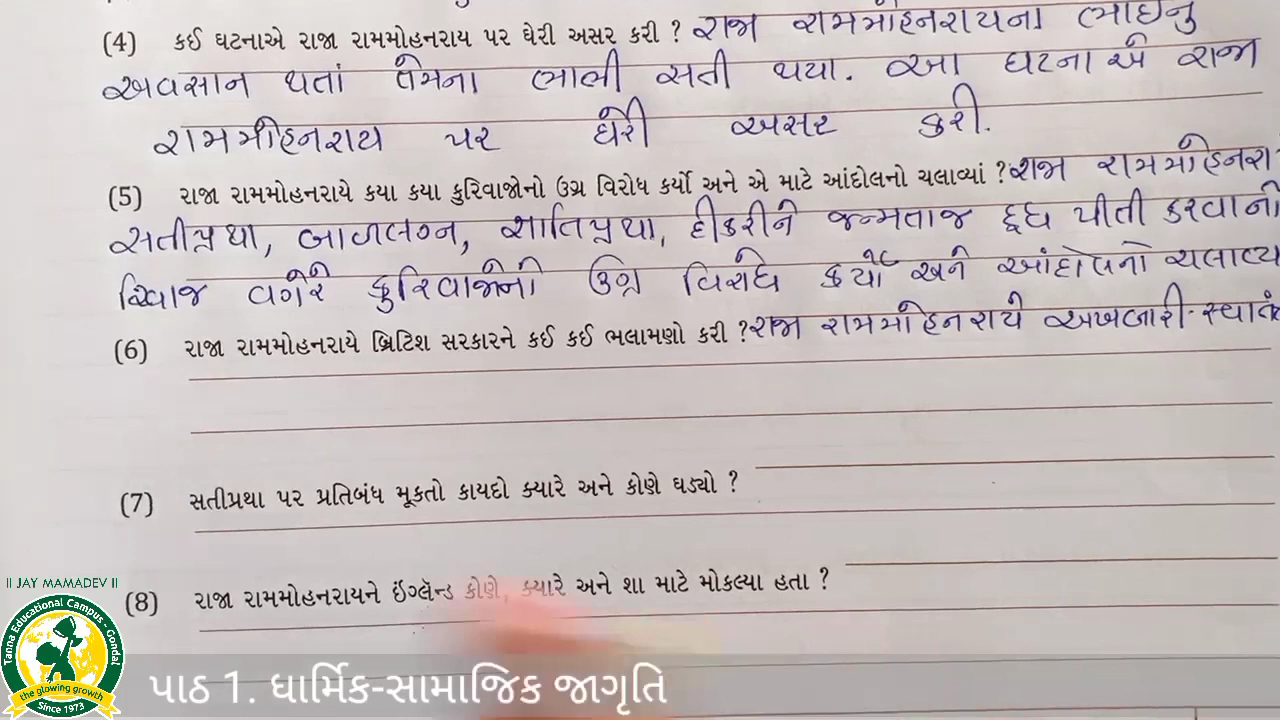 (4) કઈ ઘટનાએ રાજા રામમોહનરાય પર ઘેરી અસર કરી ? રાજા રામમોહનરાયના ભાઇનુ
અવસાન થતાં તેમના ભાભી સતી થયા. આ ઘટનાએ રાજા
રામમોહનરાય પર ઘેરી અસર કરી.
(5) રાજા રામમોહનરાયે કયા કયા કુરિવાજોનો ઉગ્ર વિરોધ કર્યો અને એ માટે આંદોલનો ચલાવ્યાં ? રાજા રામમોહનરા
સતીપ્રથા, બાળલગ્ન, જ્ઞાતિપ્રથા, દીકરીને જન્મતાજ દૂધ પીતી કરવાનો
રિવાજ વગેરે કુરિવાજોનો ઉગ્ર વિરોધ કર્યો અને આંદોલનો ચલાવ્યા
(6) રાજા રામમોહનરાયે બ્રિટિશ સરકારને કઈ કઈ ભલામણો કરી ? રાજા રામમોહનરાયે અખબારી-સ્વાતં
(7) સતીપ્રથા પર પ્રતિબંધ મૂકતો કાયદો ક્યારે અને કોણે ઘડ્યો ?
(8) રાજા રામમોહનરાયને ઈંગ્લૅન્ડ કોણે, ક્યારે અને શા માટે મોકલ્યા હતા ?
|| JAY MAMADEV ||
Tanna Educational Campus - Gondal
the glowing growth
Since 1973
પાઠ 1. ધાર્મિક-સામાજિક જાગૃતિ